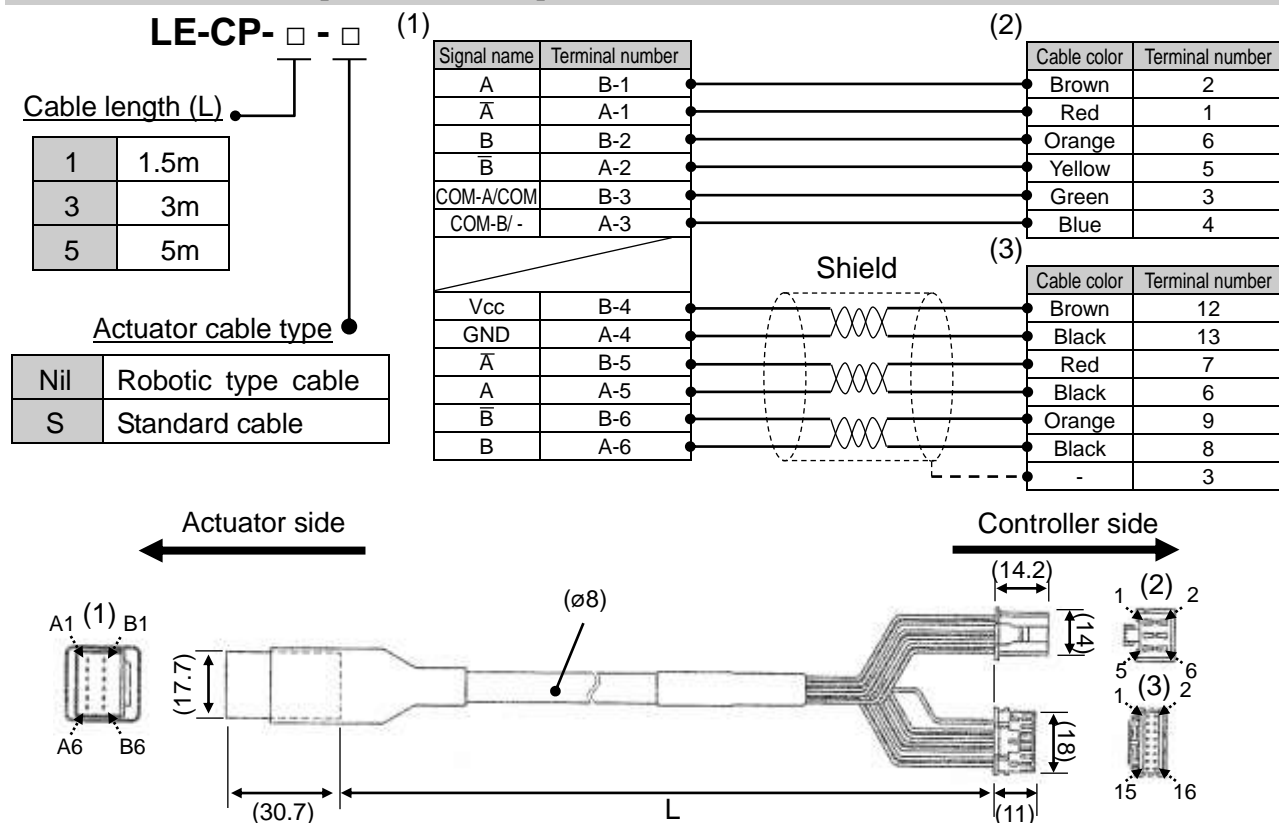 LE-CP- □ - □
Cable length (L)
1 1.5m
3 3m
5 5m
Actuator cable type
Nil Robotic type cable
S Standard cable
(1)
Signal name Terminal number
A B-1
A̅ A-1
B B-2
B̅ A-2
COM-A/COM B-3
COM-B/ - A-3
Vcc B-4
GND A-4
A̅ B-5
A A-5
B̅ B-6
B A-6
Shield
(2)
Cable color Terminal number
Brown 2
Red 1
Orange 6
Yellow 5
Green 3
Blue 4
(3)
Cable color Terminal number
Brown 12
Black 13
Red 7
Black 6
Orange 9
Black 8
- 3
Actuator side
Controller side
A1 (1) B1
A6 B6
(17.7)
(30.7)
(ø8)
L
(14.2)
(14)
(18)
(11)
1 (2) 2
5 6
1 (3) 2
15 16